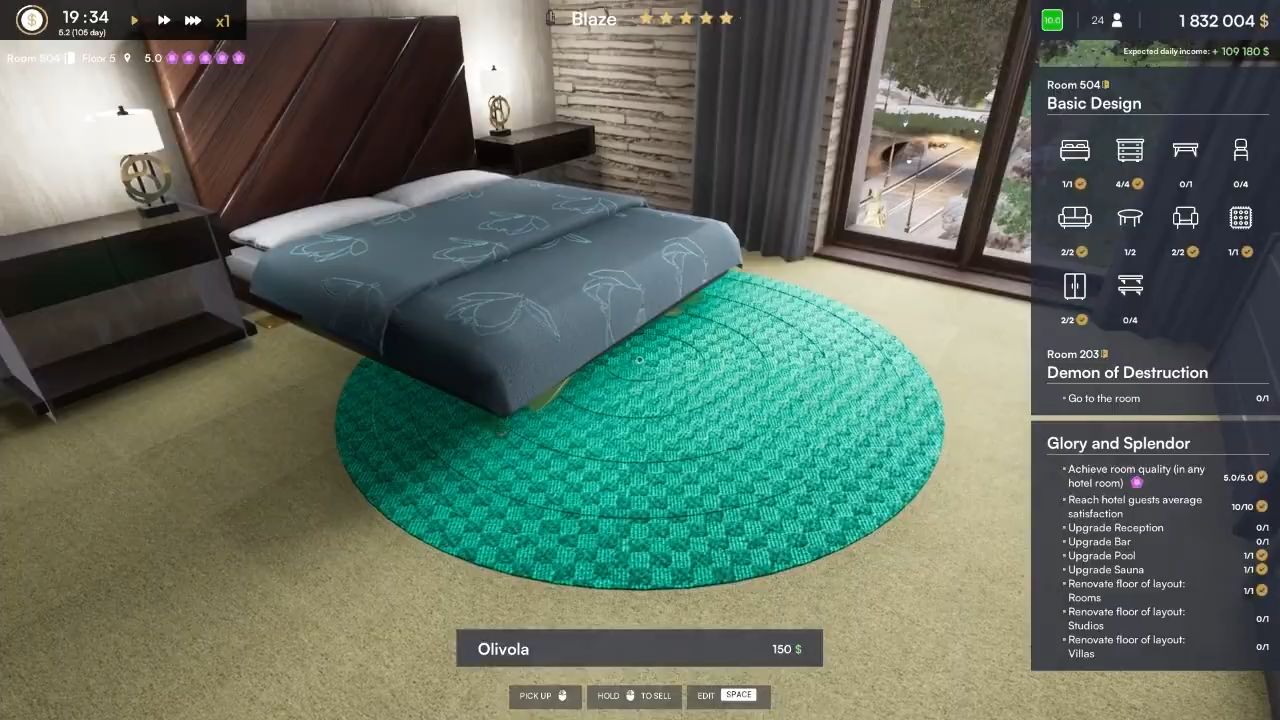 19:34
x1
5.2 (105 day)
Room 504 Floor 5 5.0
Blaze
10.0 24 1 832 004 $
Expected daily income: + 109 180 $
Room 504
Basic Design
1/1 4/4 0/1 0/4
2/2 1/2 2/2 1/1
2/2 0/4
Room 203
Demon of Destruction
Go to the room 0/1
Glory and Splendor
Achieve room quality (in any
hotel room) 5.0/5.0
Reach hotel guests average
satisfaction 10/10
Upgrade Reception 0/1
Upgrade Bar 0/1
Upgrade Pool 1/1
Upgrade Sauna 1/1
Renovate floor of layout:
Rooms 1/1
Renovate floor of layout:
Studios 0/1
Renovate floor of layout:
Villas 0/1
Olivola 150 $
PICK UP HOLD TO SELL EDIT SPACE